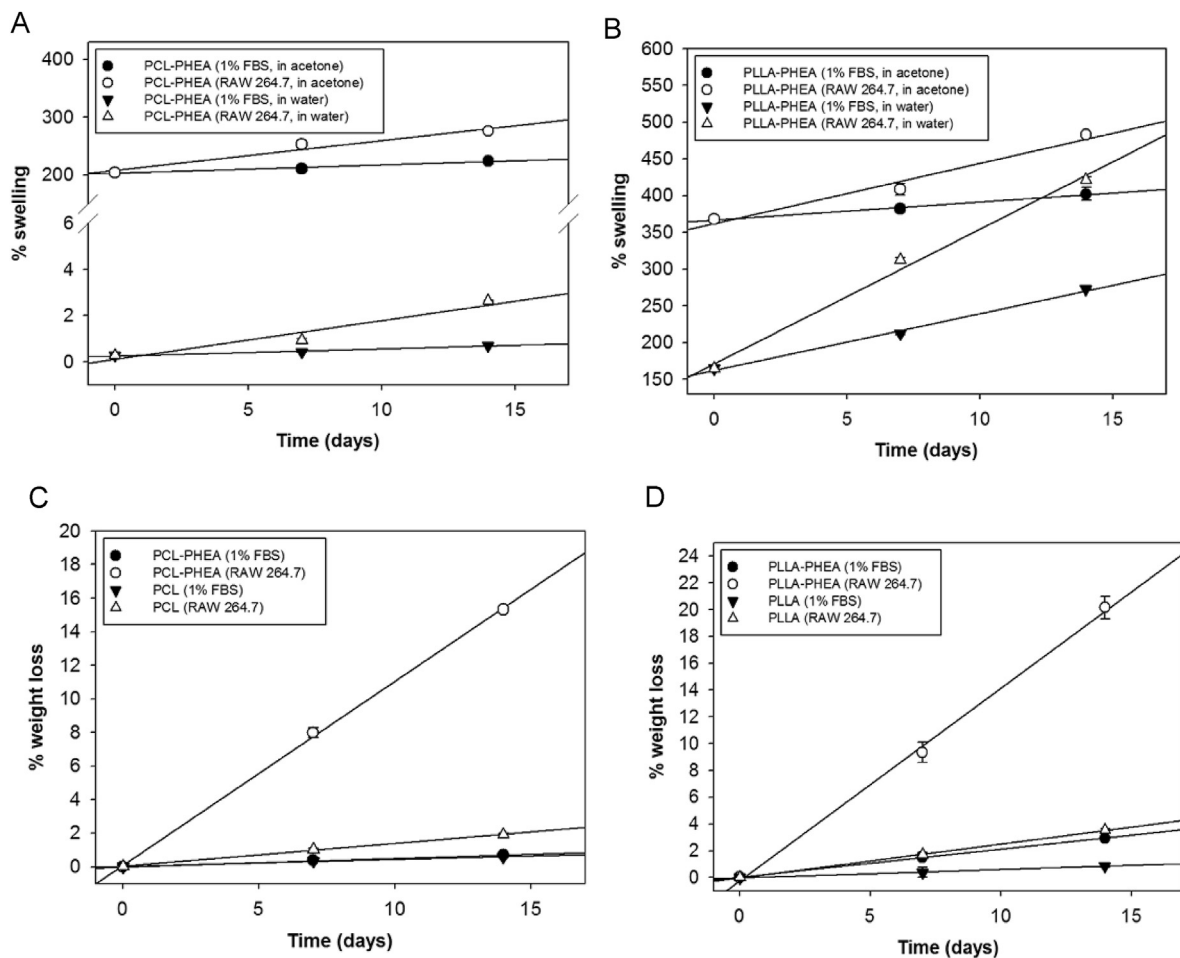 A
400
300
200
6
4
2
0
% swelling
PCL-PHEA (1% FBS, in acetone)
PCL-PHEA (RAW 264.7, in acetone)
PCL-PHEA (1% FBS, in water)
PCL-PHEA (RAW 264.7, in water)
0 5 10 15
Time (days)
B
600
550
500
450
400
350
300
250
200
150
% swelling
PLLA-PHEA (1% FBS, in acetone)
PLLA-PHEA (RAW 264.7, in acetone)
PLLA-PHEA (1% FBS, in water)
PLLA-PHEA (RAW 264.7, in water)
0 5 10 15
Time (days)
C
20
18
16
14
12
10
8
6
4
2
0
% weight loss
PCL-PHEA (1% FBS)
PCL-PHEA (RAW 264.7)
PCL (1% FBS)
PCL (RAW 264.7)
0 5 10 15
Time (days)
D
24
22
20
18
16
14
12
10
8
6
4
2
0
% weight loss
PLLA-PHEA (1% FBS)
PLLA-PHEA (RAW 264.7)
PLLA (1% FBS)
PLLA (RAW 264.7)
0 5 10 15
Time (days)